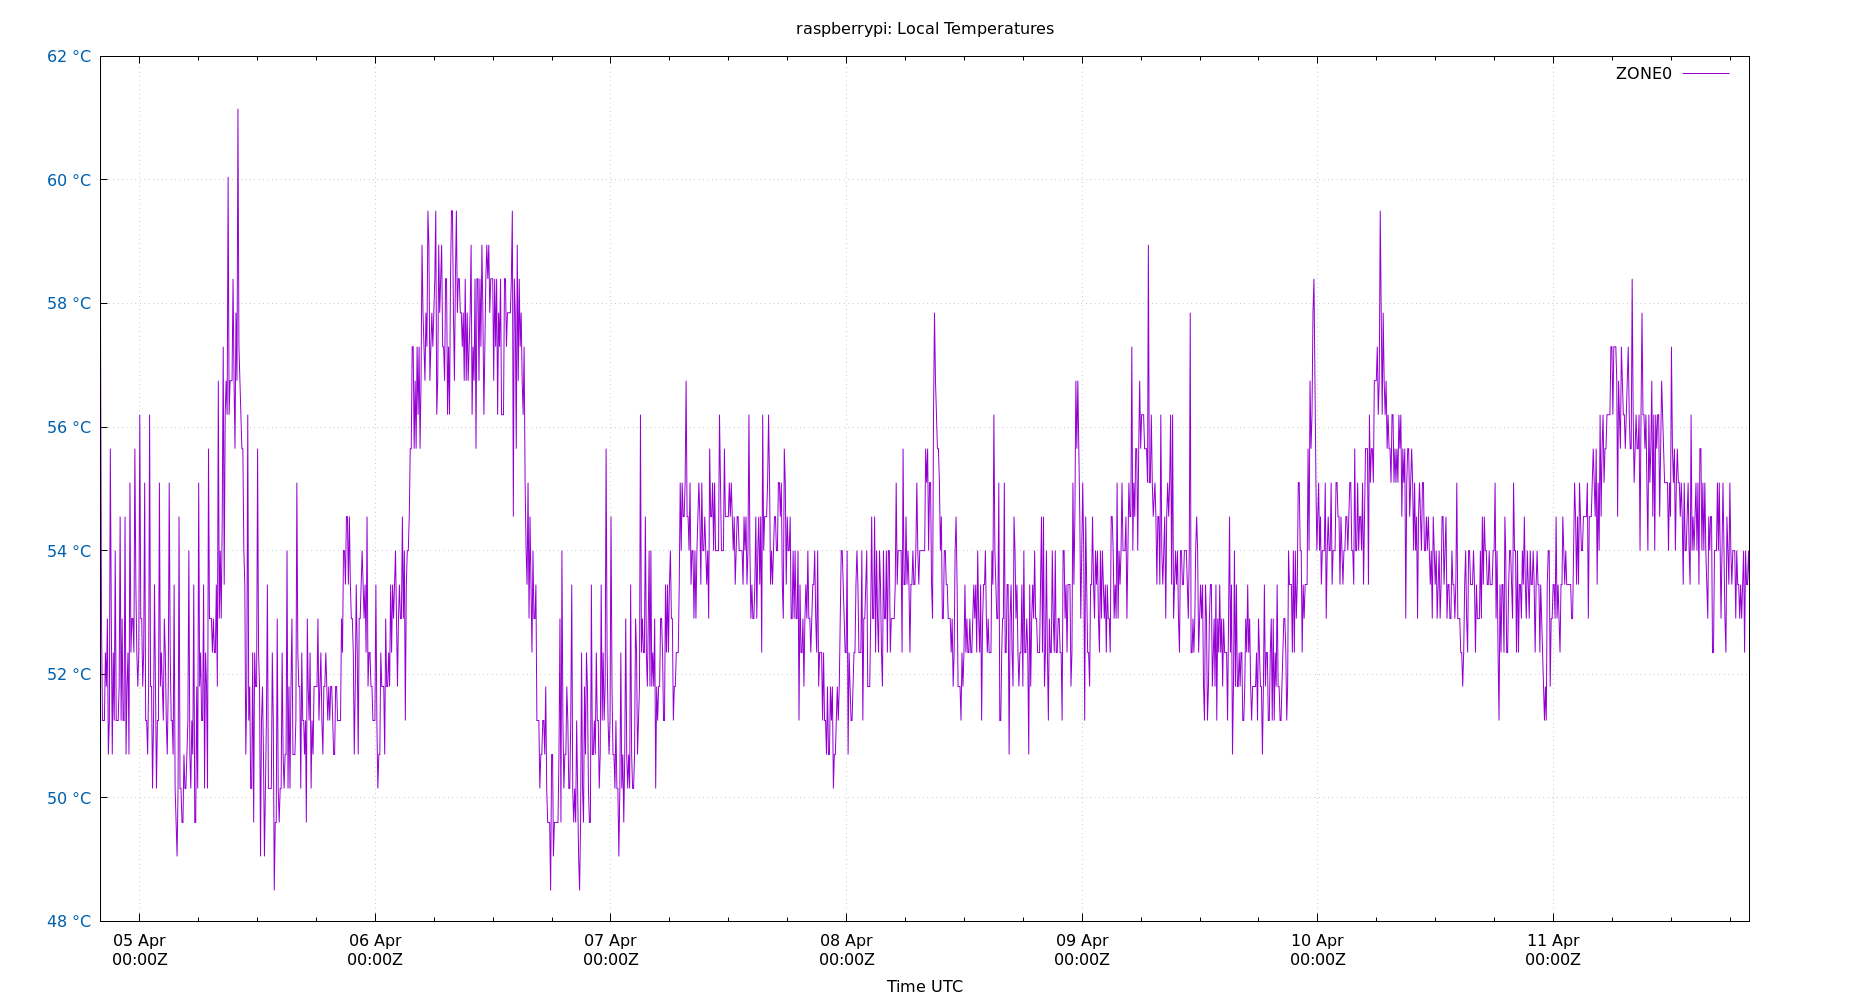 raspberrypi: Local Temperatures
62 °C
ZONE0
60 °C
58 °C
56 °C
54 °C
52 °C
50 °C
48 °C
05 Apr 06 Apr 07 Apr 08 Apr 09 Apr 10 Apr 11 Apr
00:00Z 00:00Z 00:00Z 00:00Z 00:00Z 00:00Z 00:00Z
Time UTC